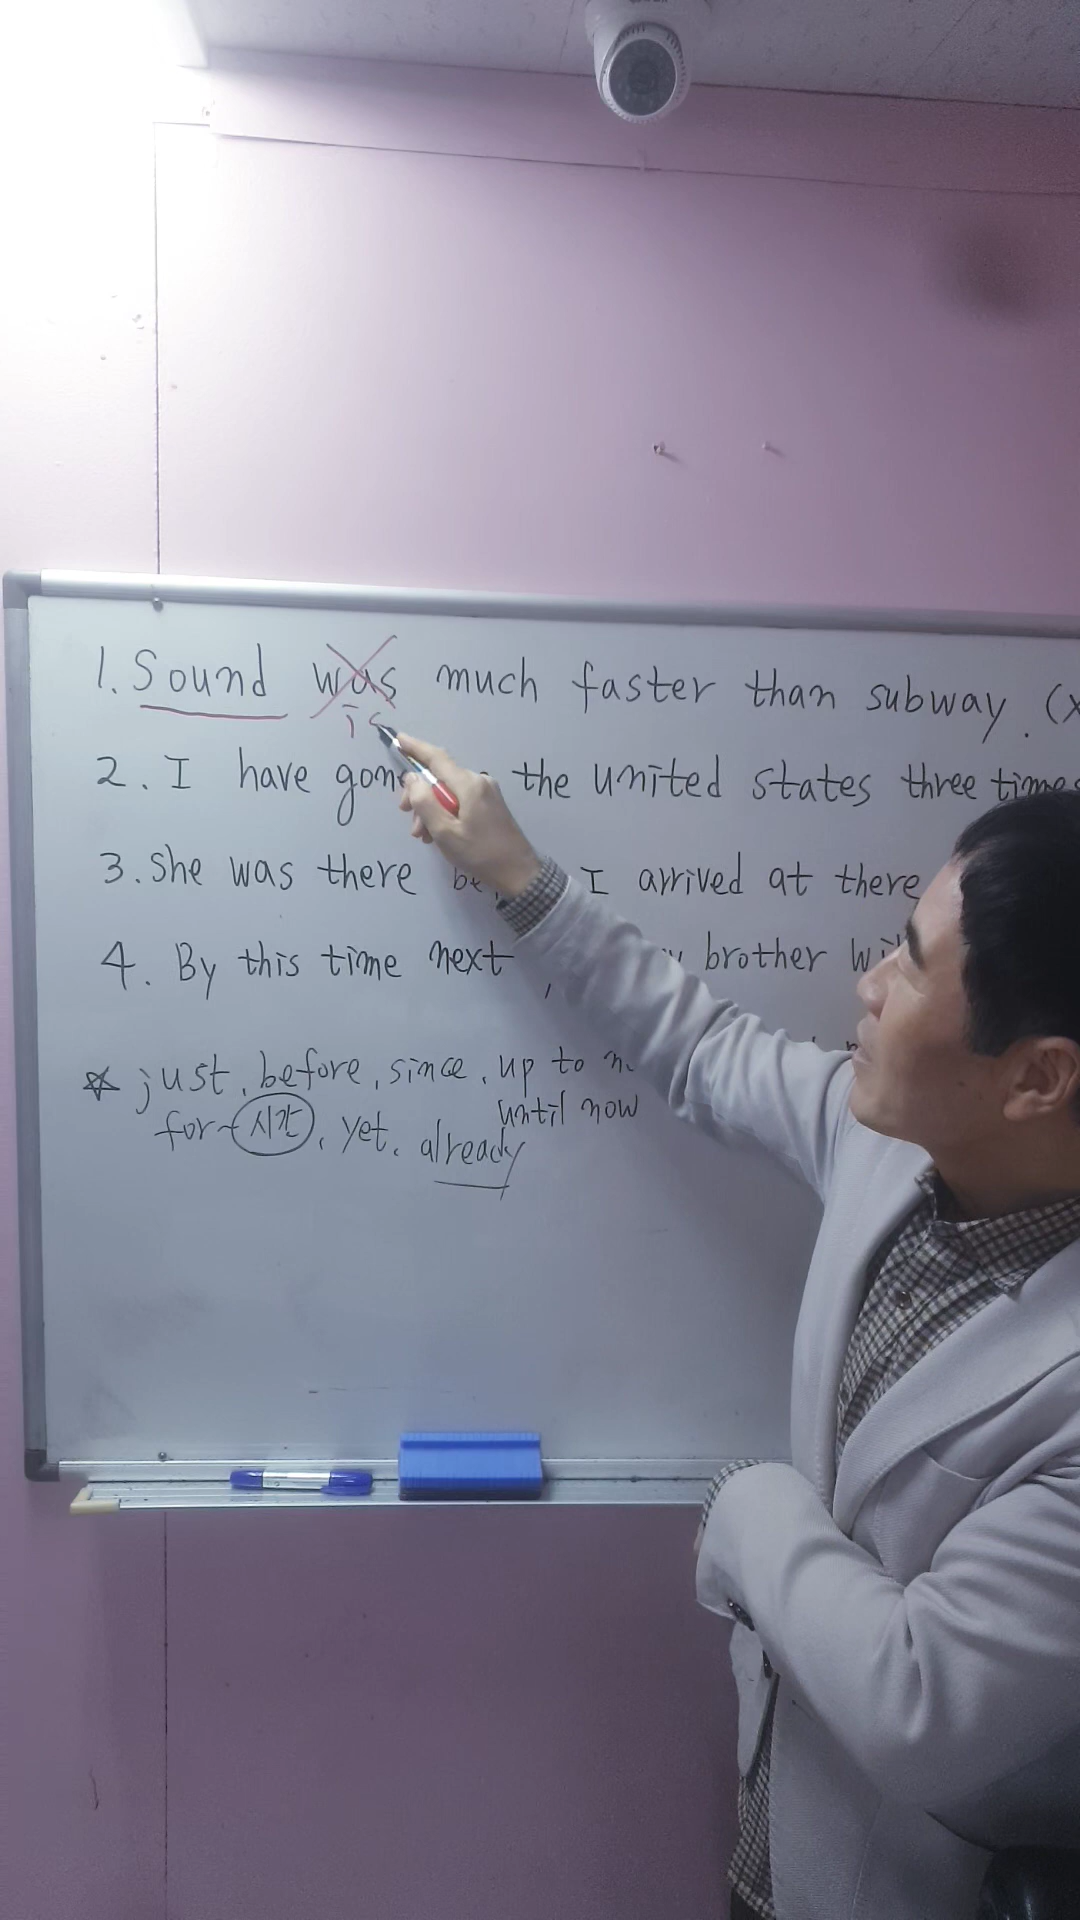 1. Sound was much faster than subway. (x
is
2. I have gone the united states three times
3. She was there I arrived at there
4. By this time next, brother
☆ just, before, since, up to
until now
for~시간, yet, already